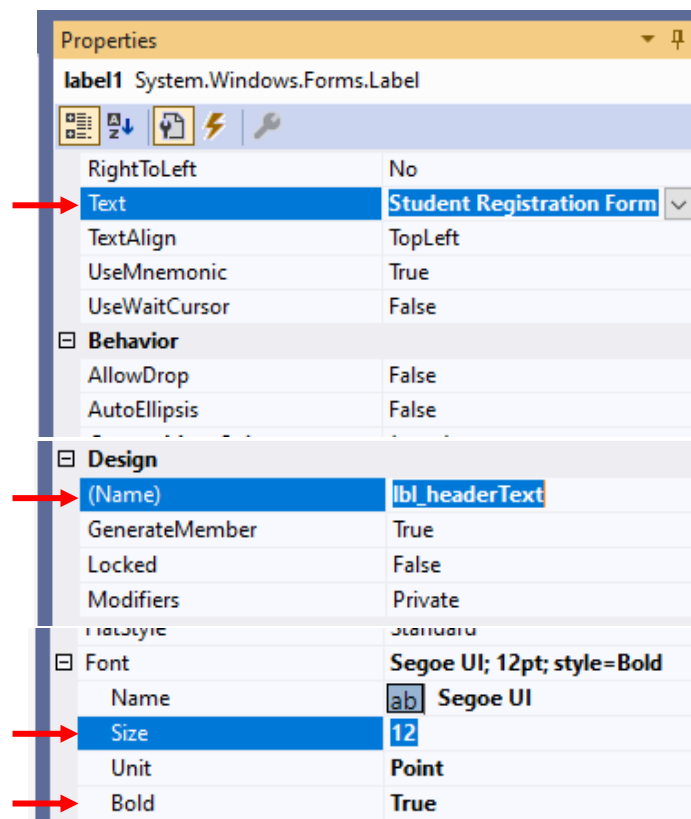 Properties
label1 System.Windows.Forms.Label
RightToLeft No
Text Student Registration Form
TextAlign TopLeft
UseMnemonic True
UseWaitCursor False
Behavior
AllowDrop False
AutoEllipsis False
Design
(Name) lbl_headerText
GenerateMember True
Locked False
Modifiers Private
FlatStyle Standard
Font Segoe UI; 12pt; style=Bold
Name ab Segoe UI
Size 12
Unit Point
Bold True